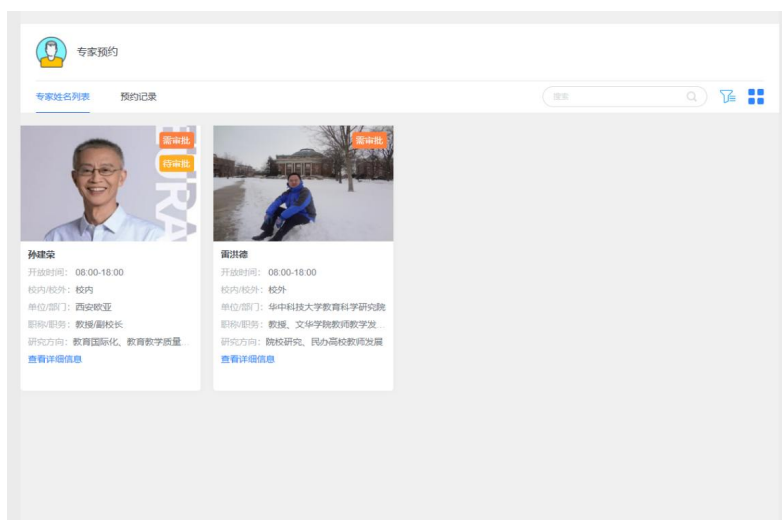 专家预约
专家姓名列表
预约记录
搜索
需审批
待审批
EURA
孙建荣
开放时间： 08:00-18:00
校内/校外：校内
单位/部门：西安欧亚
职称/职务：教授/副校长
研究方向：教育国际化、教育教学质量...
查看详细信息
需审批
雷洪德
开放时间： 08:00-18:00
校内/校外：校外
单位/部门：华中科技大学教育科学研究院
职称/职务：教授、文华学院教师教学发...
研究方向：院校研究、民办高校教师发展
查看详细信息